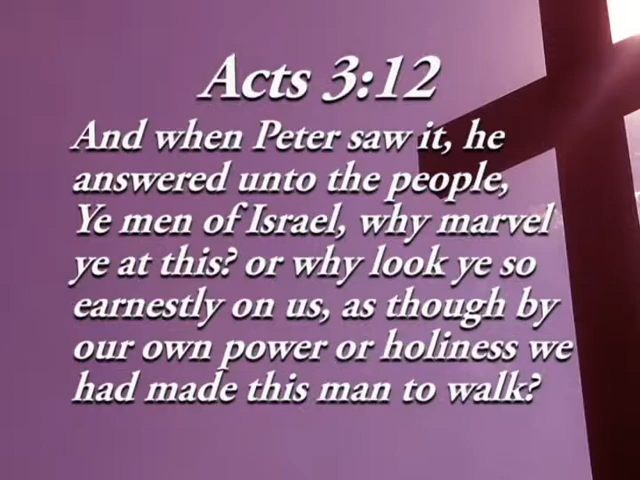 Acts 3:12
And when Peter saw it, he
answered unto the people,
Ye men of Israel, why marvel
ye at this? or why look ye so
earnestly on us, as though by
our own power or holiness we
had made this man to walk?